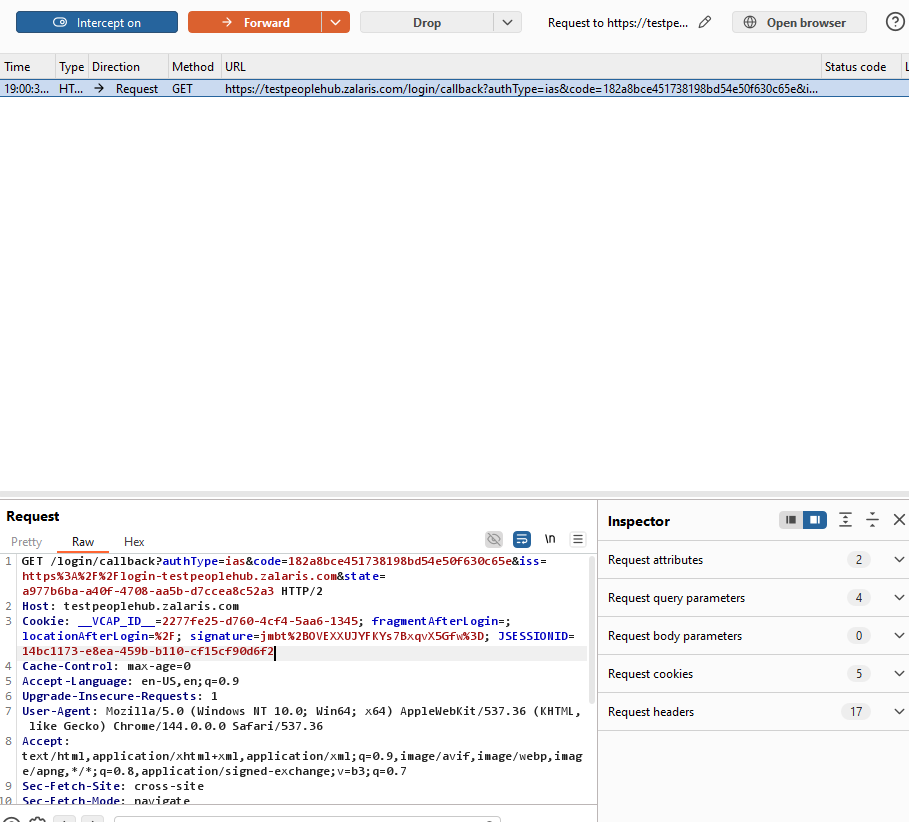 Intercept on
Forward
Drop
Request to https://testpe...
Open browser
Time Type Direction Method URL Status code L
19:00:3... HT... → Request GET https://testpeoplehub.zalaris.com/login/callback?authType=ias&code=182a8bce451738198bd54e50f630c65e&i...
Request
Pretty Raw Hex
\n
1 GET /login/callback?authType=ias&code=182a8bce451738198bd54e50f630c65e&iss=
https%3A%2F%2Flogin-testpeoplehub.zalaris.com&state=
a977b6ba-a40f-4708-aa5b-d7ccea8c52a3 HTTP/2
2 Host: testpeoplehub.zalaris.com
3 Cookie: __VCAP_ID__=2277fe25-d760-4cf4-5aa6-1345; fragmentAfterLogin=;
locationAfterLogin=%2F; signature=jmbt%2BOVEXXUJYFKYs7BxqvX5Gfw%3D; JSESSIONID=
14bc1173-e8ea-459b-b110-cf15cf90d6f2
4 Cache-Control: max-age=0
5 Accept-Language: en-US,en;q=0.9
6 Upgrade-Insecure-Requests: 1
7 User-Agent: Mozilla/5.0 (Windows NT 10.0; Win64; x64) AppleWebKit/537.36 (KHTML,
like Gecko) Chrome/144.0.0.0 Safari/537.36
8 Accept:
text/html,application/xhtml+xml,application/xml;q=0.9,image/avif,image/webp,imag
e/apng,*/*;q=0.8,application/signed-exchange;v=b3;q=0.7
9 Sec-Fetch-Site: cross-site
10 Sec-Fetch-Mode: navigate
Inspector
Request attributes 2
Request query parameters 4
Request body parameters 0
Request cookies 5
Request headers 17